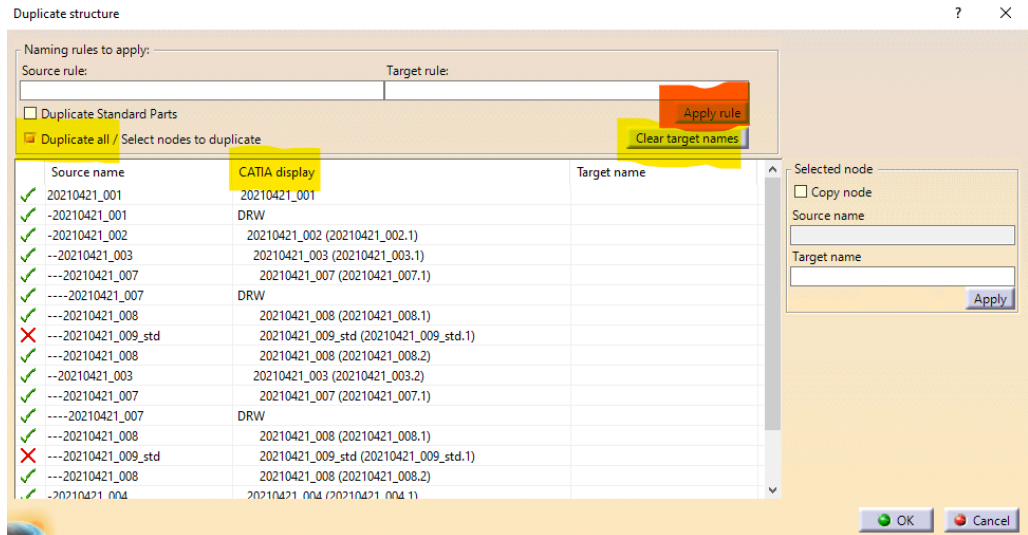 Duplicate structure ? X
Naming rules to apply:
Source rule: Target rule:
Duplicate Standard Parts Apply rule
Duplicate all / Select nodes to duplicate Clear target names
Source name CATIA display Target name
20210421_001 20210421_001
-20210421_001 DRW
-20210421_002 20210421_002 (20210421_002.1)
--20210421_003 20210421_003 (20210421_003.1)
---20210421_007 20210421_007 (20210421_007.1)
----20210421_007 DRW
---20210421_008 20210421_008 (20210421_008.1)
---20210421_009_std 20210421_009_std (20210421_009_std.1)
---20210421_008 20210421_008 (20210421_008.2)
--20210421_003 20210421_003 (20210421_003.2)
---20210421_007 20210421_007 (20210421_007.1)
----20210421_007 DRW
---20210421_008 20210421_008 (20210421_008.1)
---20210421_009_std 20210421_009_std (20210421_009_std.1)
---20210421_008 20210421_008 (20210421_008.2)
-20210421_004 20210421_004 (20210421_004.1)
Selected node
Copy node
Source name
Target name
Apply
OK Cancel